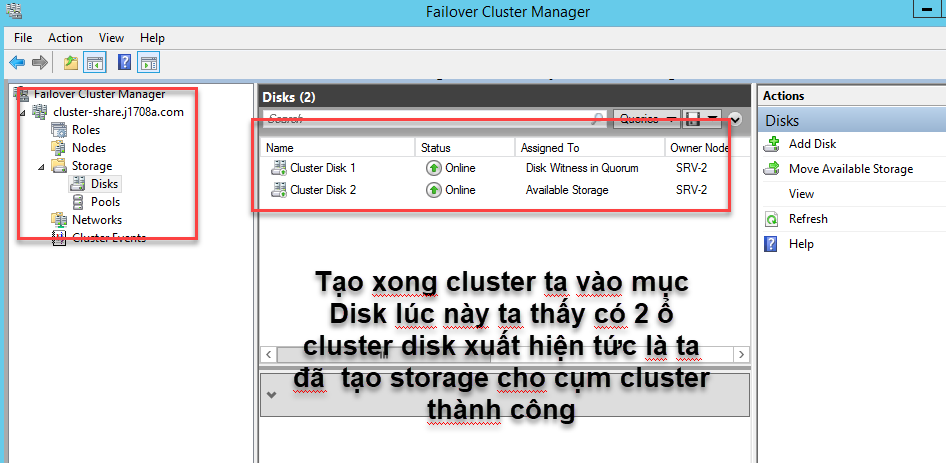 Failover Cluster Manager
File Action View Help
Failover Cluster Manager
cluster-share.j1708a.com
Roles
Nodes
Storage
Disks
Pools
Networks
Cluster Events
Disks (2)
Search
Queries
Name Status Assigned To Owner Node
Cluster Disk 1 Online Disk Witness in Quorum SRV-2
Cluster Disk 2 Online Available Storage SRV-2
Tạo xong cluster ta vào mục
Disk lúc này ta thấy có 2 ổ
cluster disk xuất hiện tức là ta
đã tạo storage cho cụm cluster
thành công
Actions
Disks
Add Disk
Move Available Storage
View
Refresh
Help